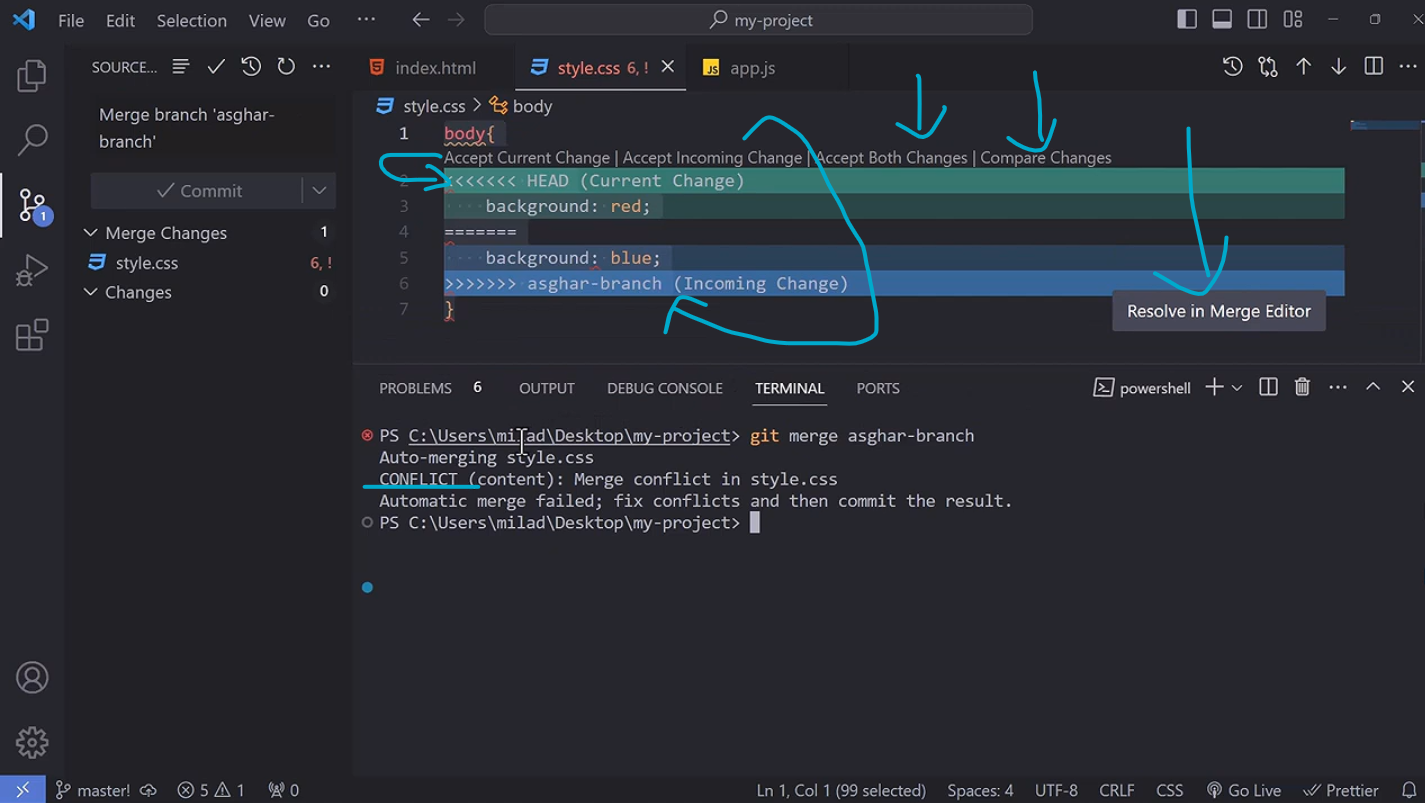 File Edit Selection View Go ··· my-project
SOURCE... ···
index.html style.css 6, ! JS app.js ···
Merge branch 'asghar-
branch'
Commit
Merge Changes 1
style.css 6, !
Changes 0
1
style.css > body
1 body{
Accept Current Change | Accept Incoming Change | Accept Both Changes | Compare Changes
2 <<<<<<< HEAD (Current Change)
3 ····background:·red;
4 =======
5 ····background:·blue;
6 >>>>>>> asghar-branch (Incoming Change)
7 }
Resolve in Merge Editor
PROBLEMS 6 OUTPUT DEBUG CONSOLE TERMINAL PORTS powershell ···
PS C:\Users\milad\Desktop\my-project> git merge asghar-branch
Auto-merging style.css
CONFLICT (content): Merge conflict in style.css
Automatic merge failed; fix conflicts and then commit the result.
PS C:\Users\milad\Desktop\my-project>
master! 5 1 0 Ln 1, Col 1 (99 selected) Spaces: 4 UTF-8 CRLF CSS Go Live Prettier